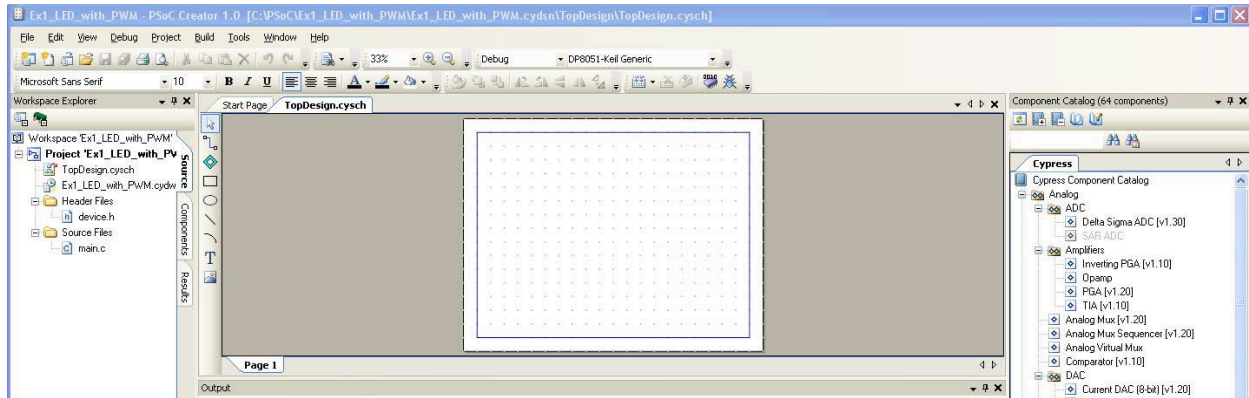 Ex1_LED_with_PWM - PSoC Creator 1.0 [C:\PSoC\Ex1_LED_with_PWM\Ex1_LED_with_PWM.cydsn\TopDesign\TopDesign.cysch]
File Edit View Debug Project Build Tools Window Help
33% Debug DP8051-Keil Generic
Microsoft Sans Serif 10 B I U A
Workspace Explorer
Start Page TopDesign.cysch
Component Catalog (64 components)
Workspace 'Ex1_LED_with_PWM'
Project 'Ex1_LED_with_PV
TopDesign.cysch
Ex1_LED_with_PWM.cydw
Header Files
device.h
Source Files
main.c
Source
Components
Results
T
Page 1
Output
Cypress
Cypress Component Catalog
Analog
ADC
Delta Sigma ADC [v1.30]
SAR ADC
Amplifiers
Inverting PGA [v1.10]
Opamp
PGA [v1.20]
TIA [v1.10]
Analog Mux [v1.20]
Analog Mux Sequencer [v1.20]
Analog Virtual Mux
Comparator [v1.10]
DAC
Current DAC (8-bit) [v1.20]